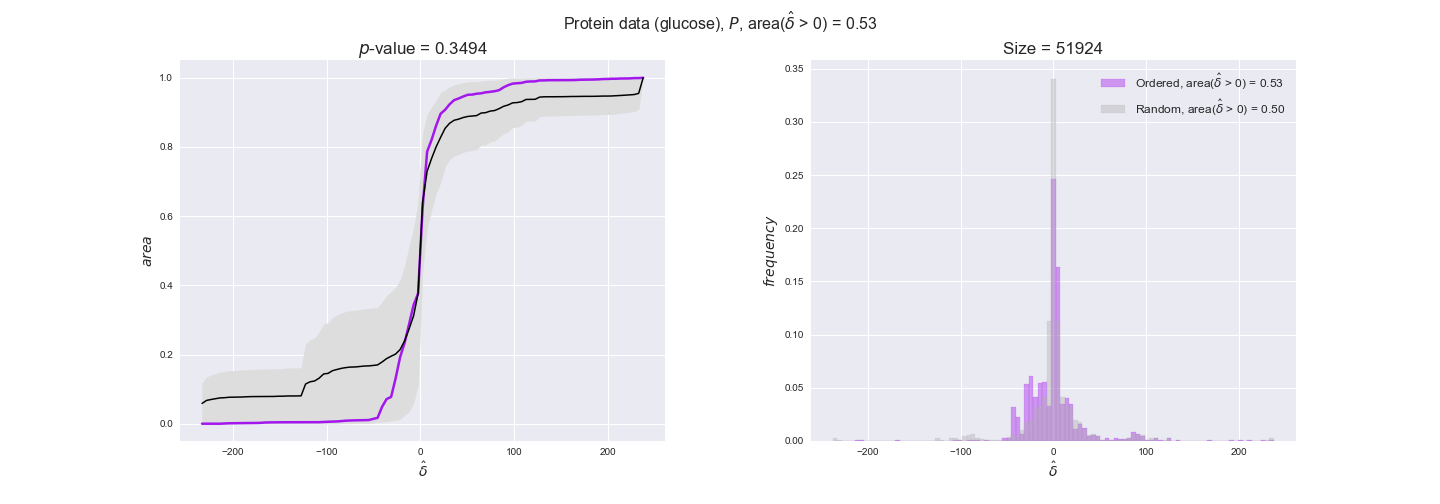 Protein data (glucose), P, area(δ̂ > 0) = 0.53
p-value = 0.3494
1.0
0.8
0.6
0.4
0.2
0.0
area
−200 −100 0 100 200
δ̂
Size = 51924
0.35
0.30
0.25
0.20
0.15
0.10
0.05
0.00
frequency
Ordered, area(δ̂ > 0) = 0.53
Random, area(δ̂ > 0) = 0.50
−200 −100 0 100 200
δ̂